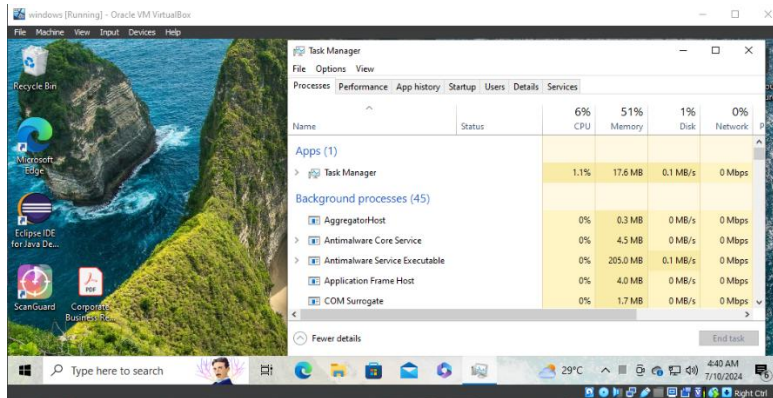 windows [Running] - Oracle VM VirtualBox
File Machine View Input Devices Help
Recycle Bin
Microsoft Edge
Eclipse IDE for Java De...
ScanGuard
PDF
Corporate Business Re...
Task Manager
File Options View
Processes Performance App history Startup Users Details Services
6% 51% 1% 0%
Name Status CPU Memory Disk Network
Apps (1)
Task Manager 1.1% 17.6 MB 0.1 MB/s 0 Mbps
Background processes (45)
AggregatorHost 0% 0.3 MB 0 MB/s 0 Mbps
Antimalware Core Service 0% 4.5 MB 0 MB/s 0 Mbps
Antimalware Service Executable 0% 205.0 MB 0.1 MB/s 0 Mbps
Application Frame Host 0% 4.0 MB 0 MB/s 0 Mbps
COM Surrogate 0% 1.7 MB 0 MB/s 0 Mbps
Fewer details End task
Type here to search 29°C 4:40 AM
7/10/2024 6
Right Ctrl